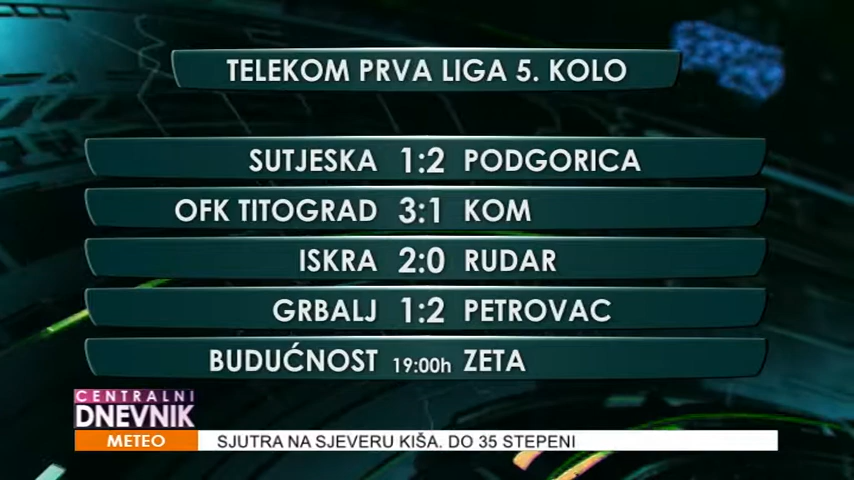 TELEKOM PRVA LIGA 5. KOLO
SUTJESKA 1:2 PODGORICA
OFK TITOGRAD 3:1 KOM
ISKRA 2:0 RUDAR
GRBALJ 1:2 PETROVAC
BUDUĆNOST 19:00h ZETA
CENTRALNI
DNEVNIK
METEO SJUTRA NA SJEVERU KIŠA. DO 35 STEPENI